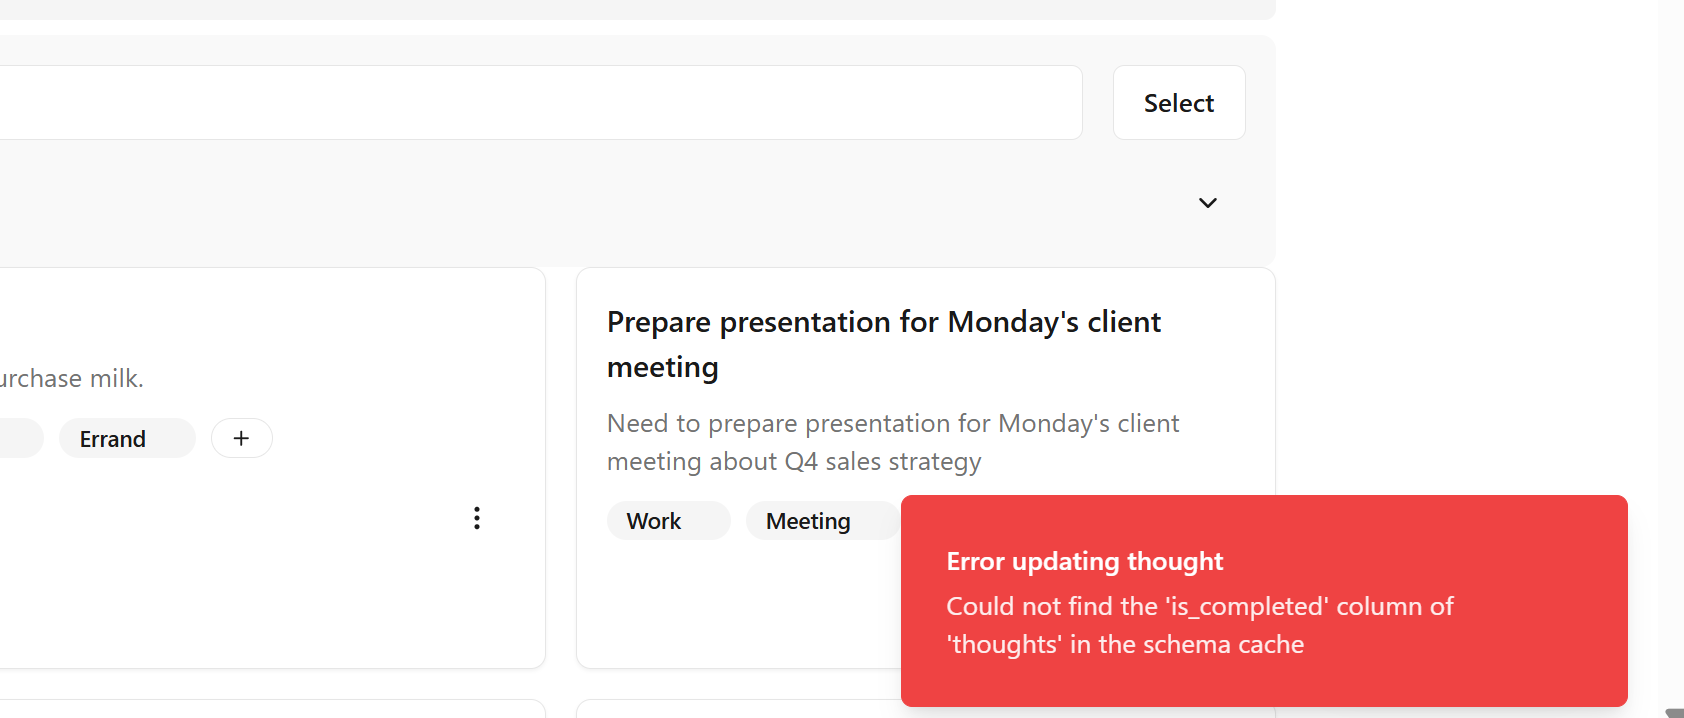 Select
Prepare presentation for Monday's client
meeting
urchase milk.
Need to prepare presentation for Monday's client
meeting about Q4 sales strategy
Errand
+
Work
Meeting
Error updating thought
Could not find the 'is_completed' column of
'thoughts' in the schema cache